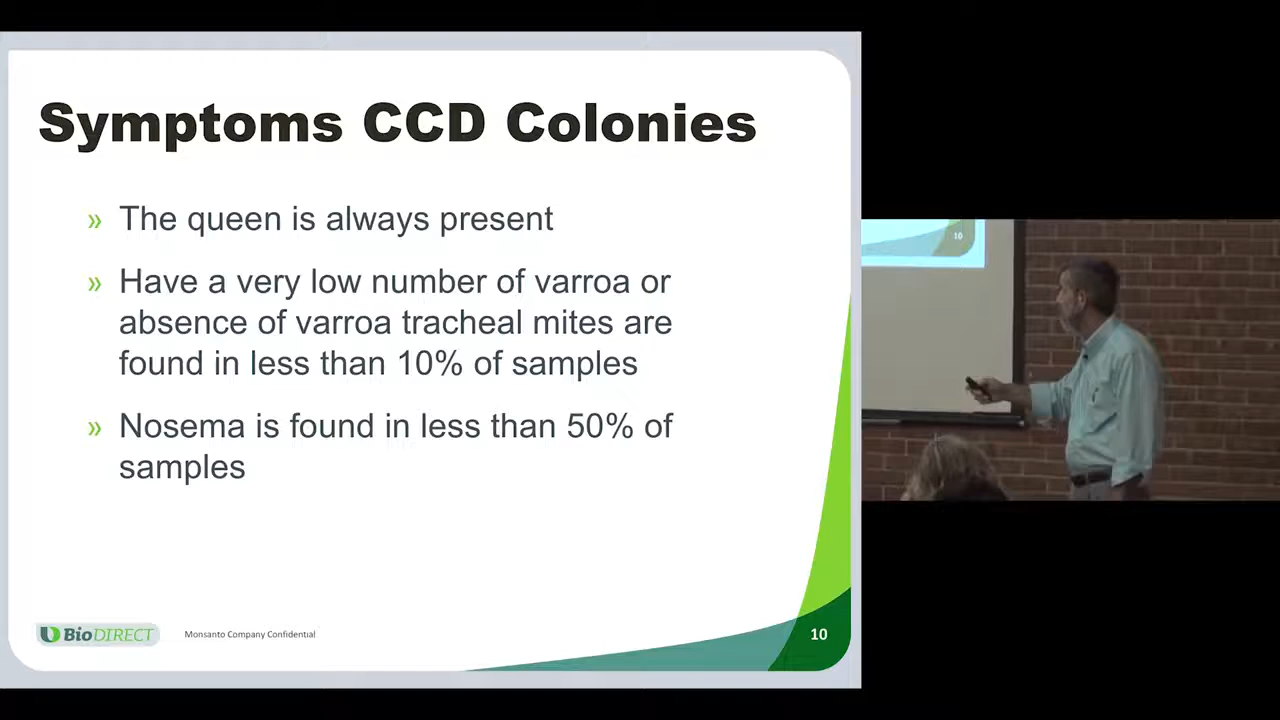 Symptoms CCD Colonies
» The queen is always present
» Have a very low number of varroa or
absence of varroa tracheal mites are
found in less than 10% of samples
» Nosema is found in less than 50% of
samples
BioDIRECT
Monsanto Company Confidential
10
10